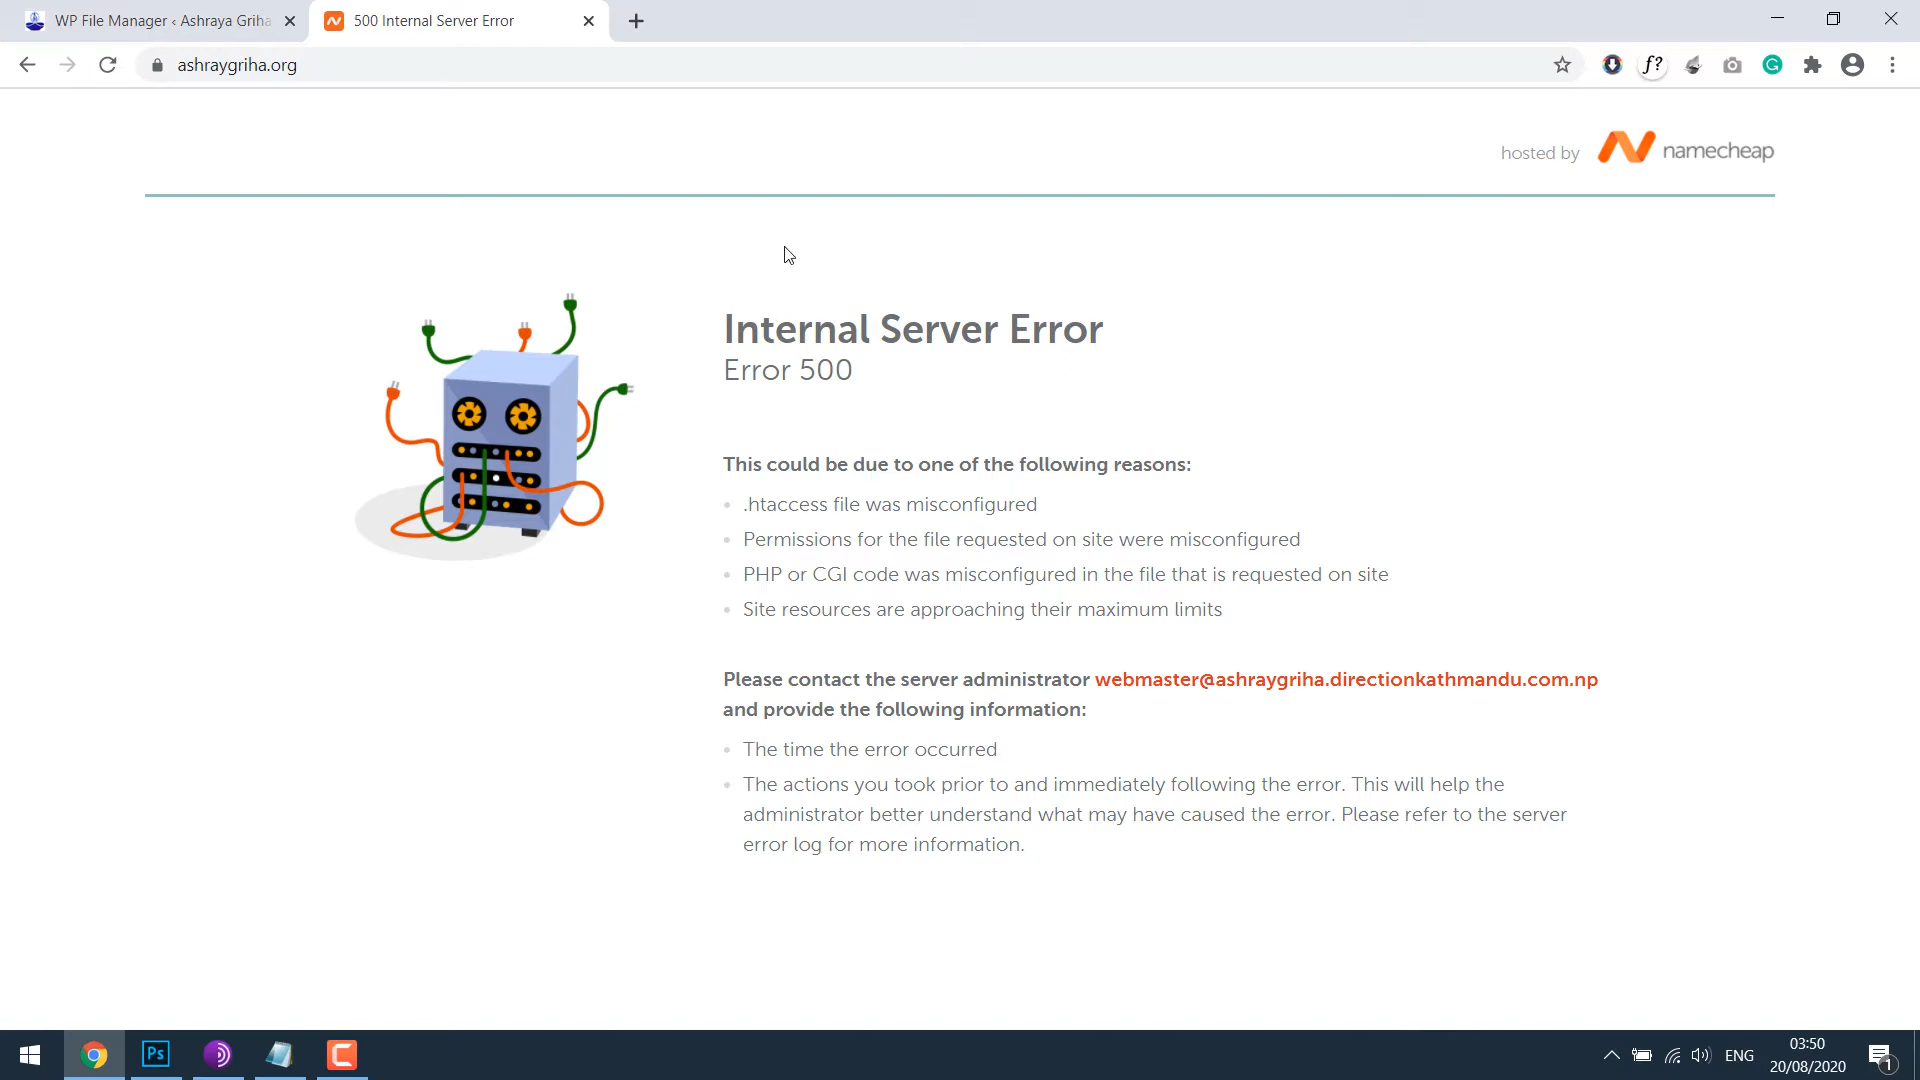 WP File Manager ‹ Ashraya Griha
500 Internal Server Error
ashraygriha.org
f?
hosted by
namecheap
Internal Server Error
Error 500
This could be due to one of the following reasons:
.htaccess file was misconfigured
Permissions for the file requested on site were misconfigured
PHP or CGI code was misconfigured in the file that is requested on site
Site resources are approaching their maximum limits
Please contact the server administrator webmaster@ashraygriha.directionkathmandu.com.np
and provide the following information:
The time the error occurred
The actions you took prior to and immediately following the error. This will help the
administrator better understand what may have caused the error. Please refer to the server
error log for more information.
Ps
ENG
03:50
20/08/2020
1